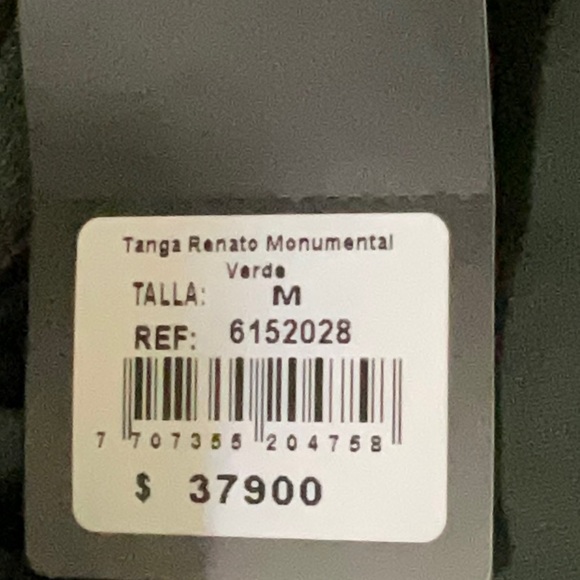 Tanga Renato Monumental
Verde
TALLA: M
REF: 6152028
7 707355 204758
$ 37900